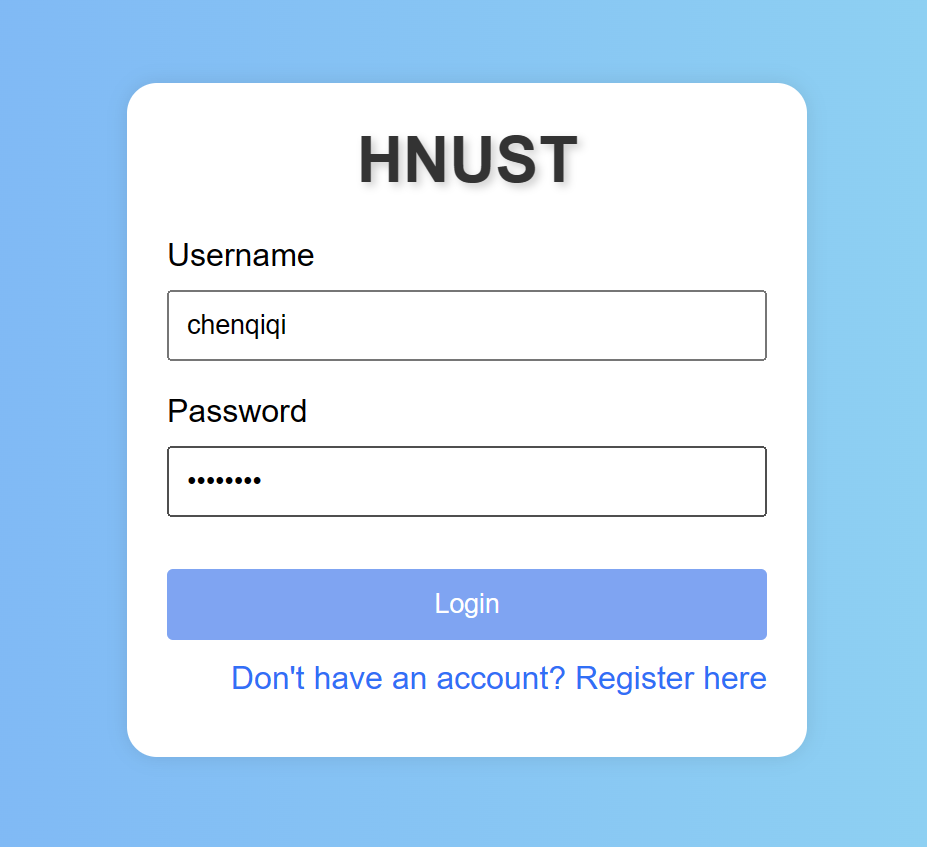 HNUST
Username
chenqiqi
Password
••••••••
Login
Don't have an account? Register here